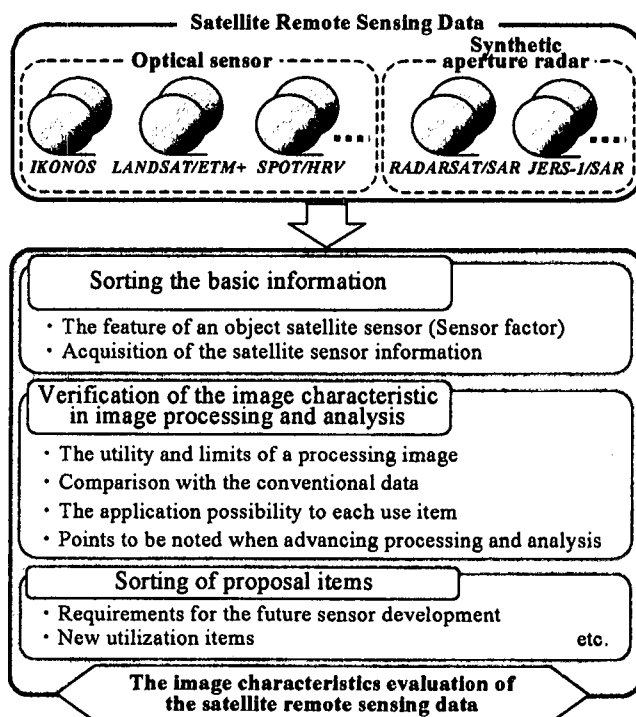 Satellite Remote Sensing Data
Optical sensor
Synthetic
aperture radar
IKONOS LANDSAT/ETM+ SPOT/HRV
RADARSAT/SAR JERS-1/SAR
Sorting the basic information
・The feature of an object satellite sensor (Sensor factor)
・Acquisition of the satellite sensor information
Verification of the image characteristic
in image processing and analysis
・The utility and limits of a processing image
・Comparison with the conventional data
・The application possibility to each use item
・Points to be noted when advancing processing and analysis
Sorting of proposal items
・Requirements for the future sensor development
・New utilization items etc.
The image characteristics evaluation of
the satellite remote sensing data